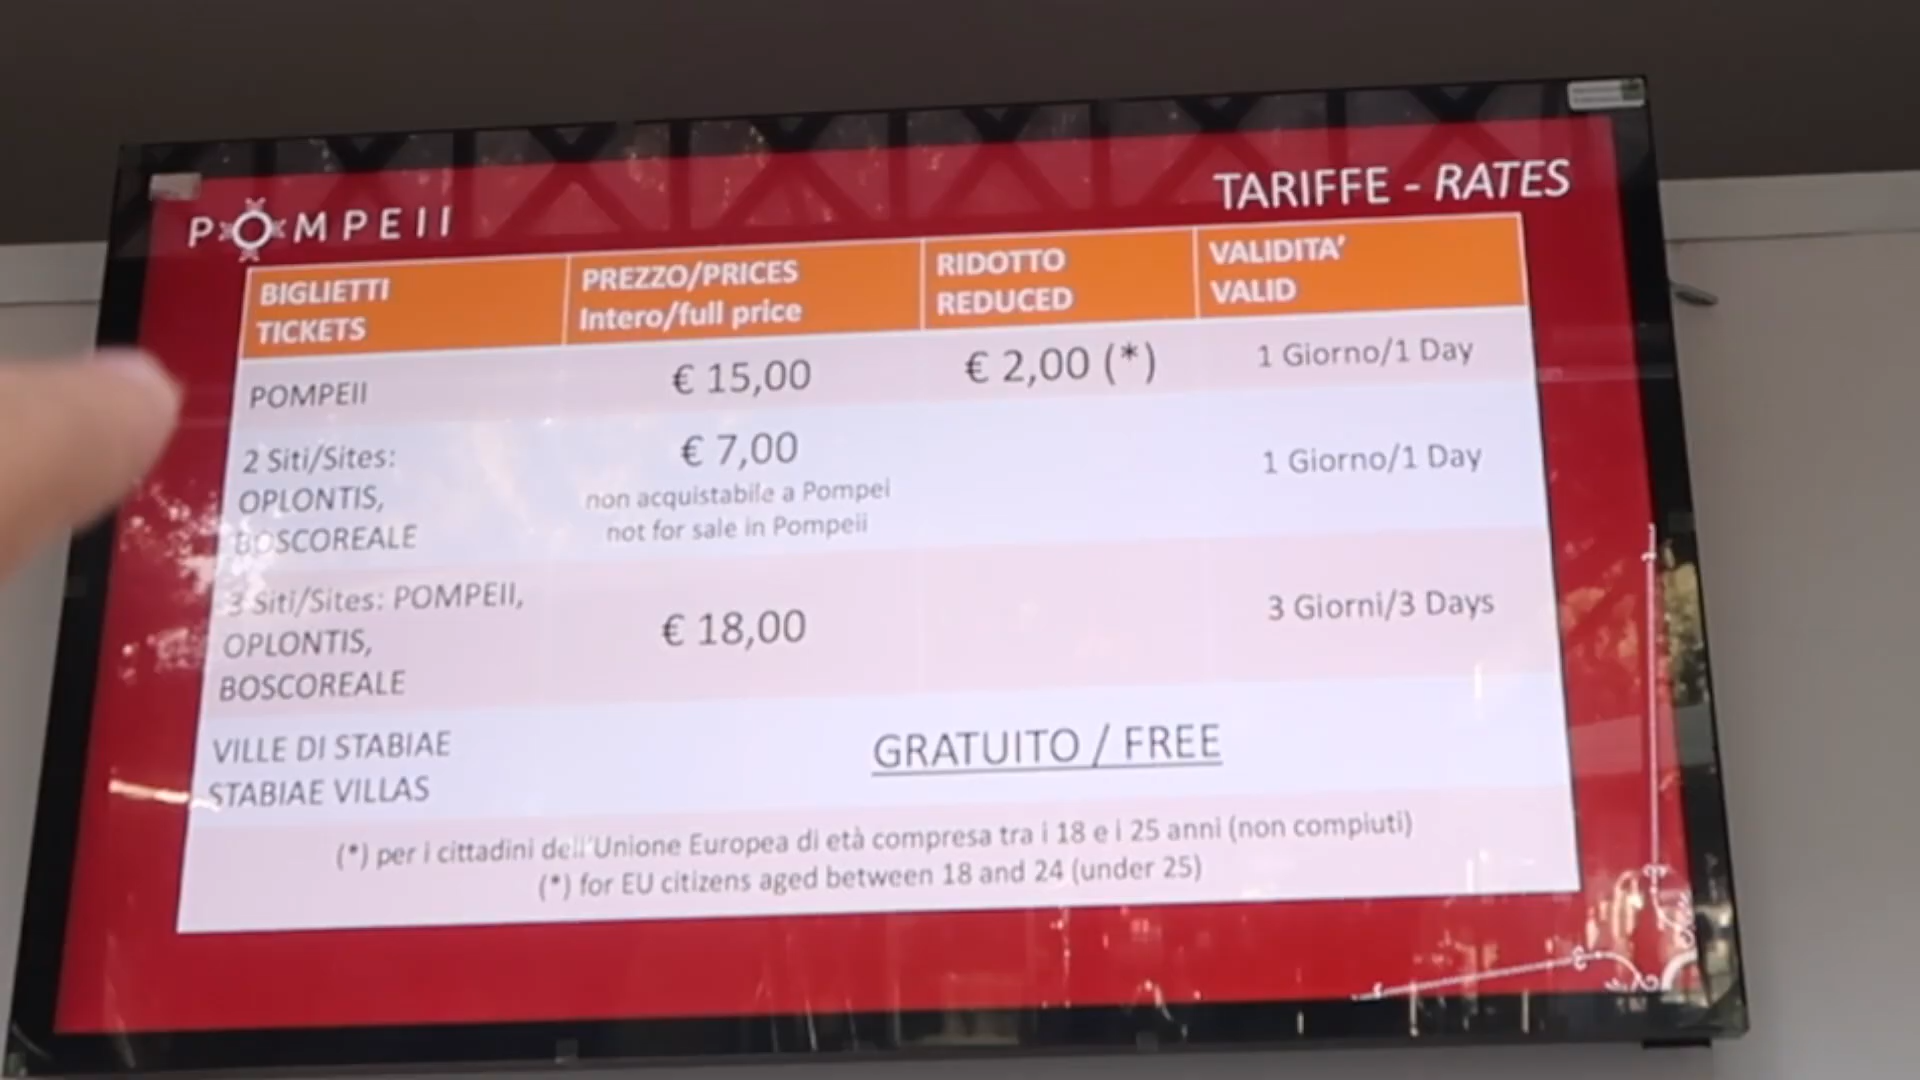 POMPEII
TARIFFE - RATES
BIGLIETTI
TICKETS
PREZZO/PRICES
Intero/full price
RIDOTTO
REDUCED
VALIDITA'
VALID
POMPEII
€ 15,00
€ 2,00 (*)
1 Giorno/1 Day
2 Siti/Sites:
OPLONTIS,
BOSCOREALE
€ 7,00
non acquistabile a Pompei
not for sale in Pompeii
1 Giorno/1 Day
3 Siti/Sites: POMPEII,
OPLONTIS,
BOSCOREALE
€ 18,00
3 Giorni/3 Days
VILLE DI STABIAE
STABIAE VILLAS
GRATUITO / FREE
(*) per i cittadini dell'Unione Europea di età compresa tra i 18 e i 25 anni (non compiuti)
(*) for EU citizens aged between 18 and 24 (under 25)